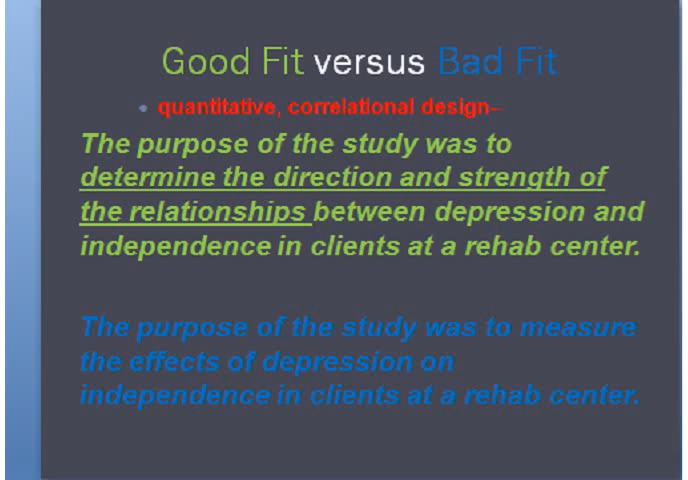 Good Fit versus Bad Fit
• quantitative, correlational design--
The purpose of the study was to
determine the direction and strength of
the relationships between depression and
independence in clients at a rehab center.
The purpose of the study was to measure
the effects of depression on
independence in clients at a rehab center.